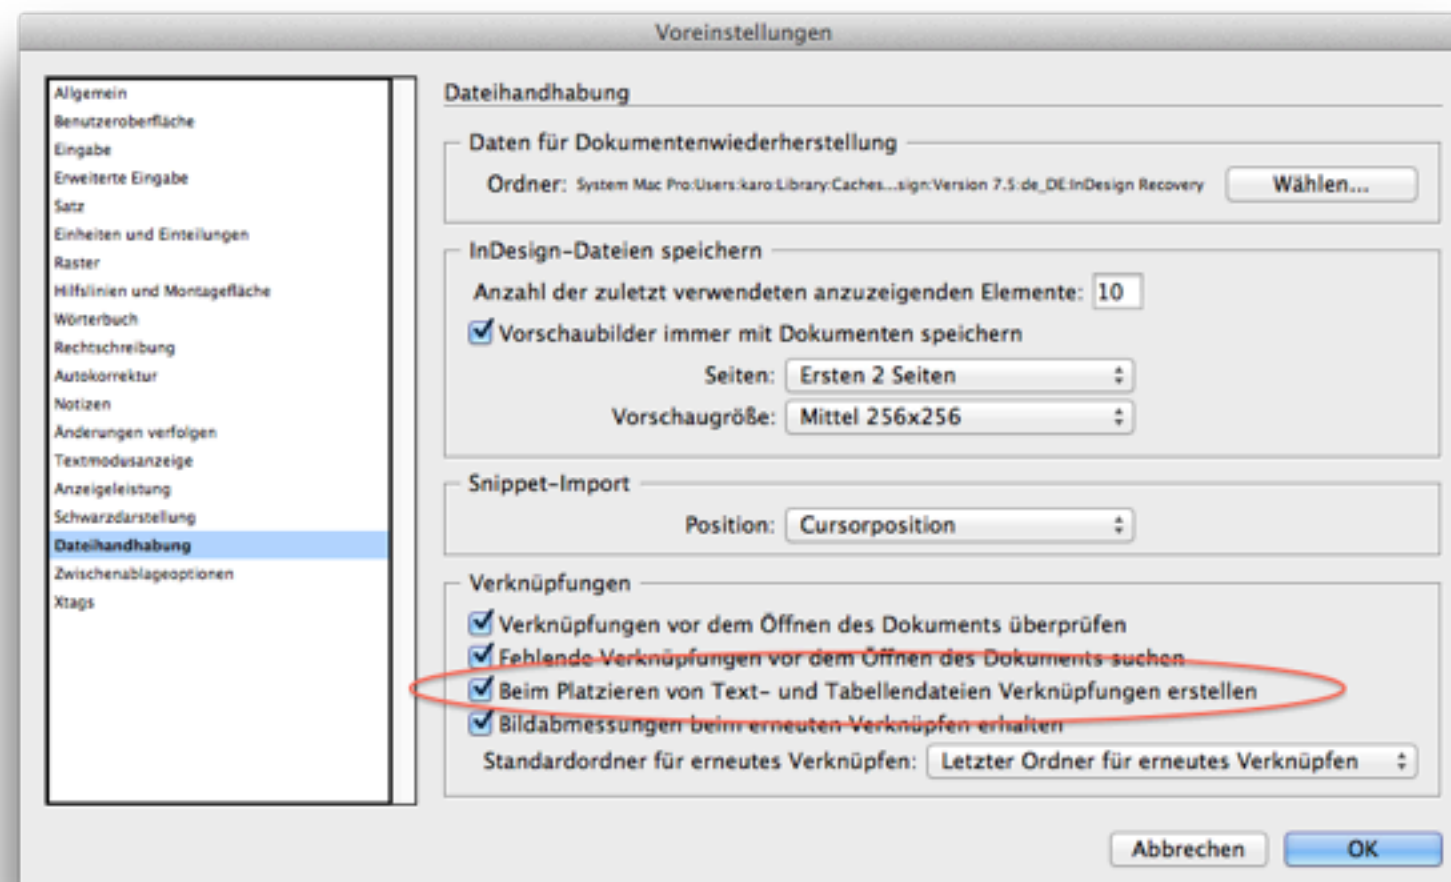 Voreinstellungen
Allgemein
Benutzeroberfläche
Eingabe
Erweiterte Eingabe
Satz
Einheiten und Einteilungen
Raster
Hilfslinien und Montagefläche
Wörterbuch
Rechtschreibung
Autokorrektur
Notizen
Änderungen verfolgen
Textmodusanzeige
Anzeigeleistung
Schwarzdarstellung
Dateihandhabung
Zwischenablageoptionen
Xtags
Dateihandhabung
Daten für Dokumentenwiederherstellung
Ordner: System Mac Pro:Users:karo:Library:Caches...sign:Version 7.5:de_DE:InDesign Recovery Wählen...
InDesign-Dateien speichern
Anzahl der zuletzt verwendeten anzuzeigenden Elemente: 10
Vorschaubilder immer mit Dokumenten speichern
Seiten: Ersten 2 Seiten
Vorschaugröße: Mittel 256x256
Snippet-Import
Position: Cursorposition
Verknüpfungen
Verknüpfungen vor dem Öffnen des Dokuments überprüfen
Fehlende Verknüpfungen vor dem Öffnen des Dokuments suchen
Beim Platzieren von Text- und Tabellendateien Verknüpfungen erstellen
Bildabmessungen beim erneuten Verknüpfen erhalten
Standardordner für erneutes Verknüpfen: Letzter Ordner für erneutes Verknüpfen
Abbrechen OK